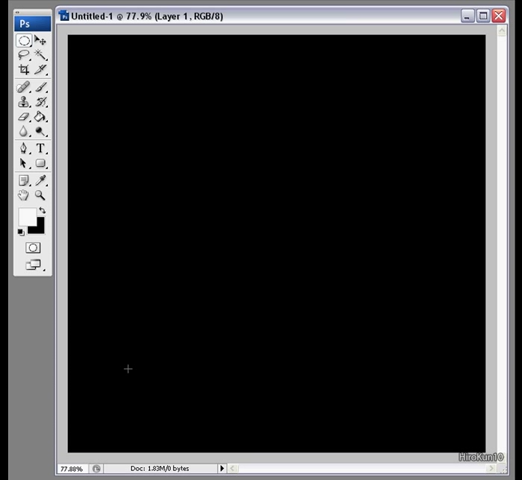 Ps
Untitled-1 @ 77.9% (Layer 1, RGB/8)
T
77.88%
Doc: 1.83M/0 bytes
HiroKun10